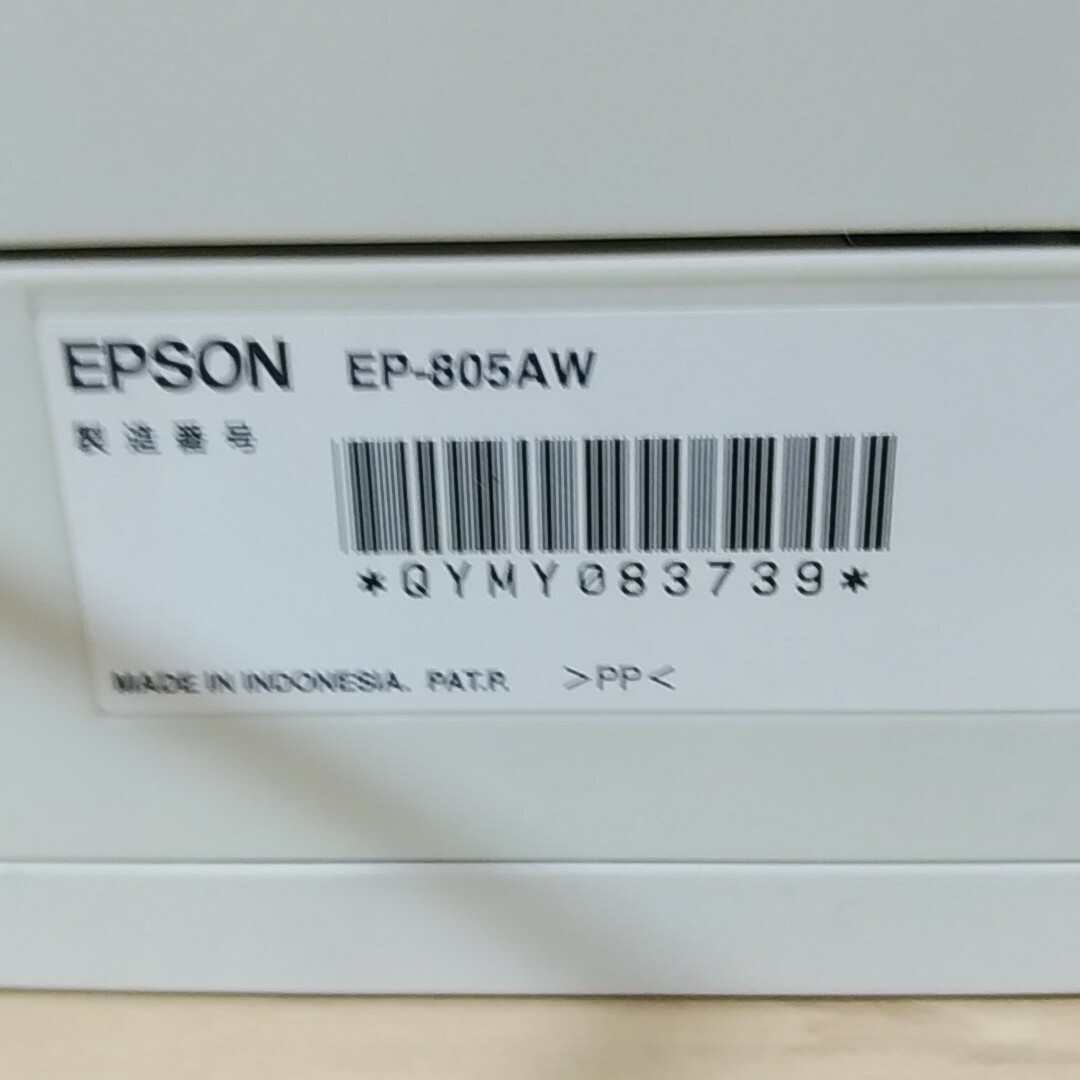 EPSON EP-805AW
製造番号
*QYMY083739*
MADE IN INDONESIA. PAT.P. >PP<